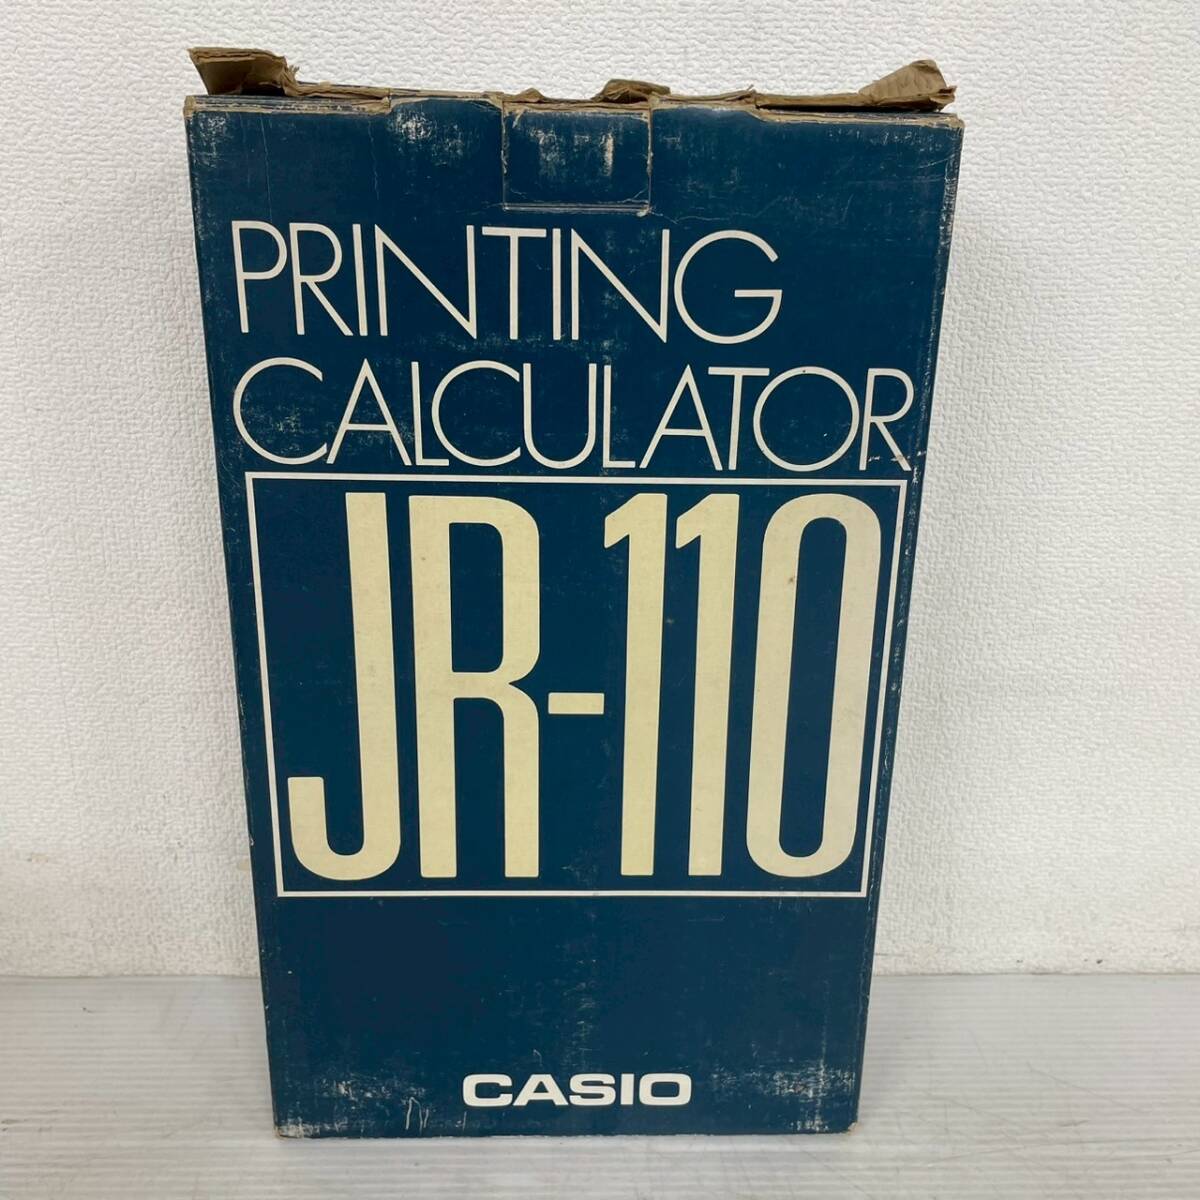 PRINTING
CALCULATOR
JR-110
CASIO